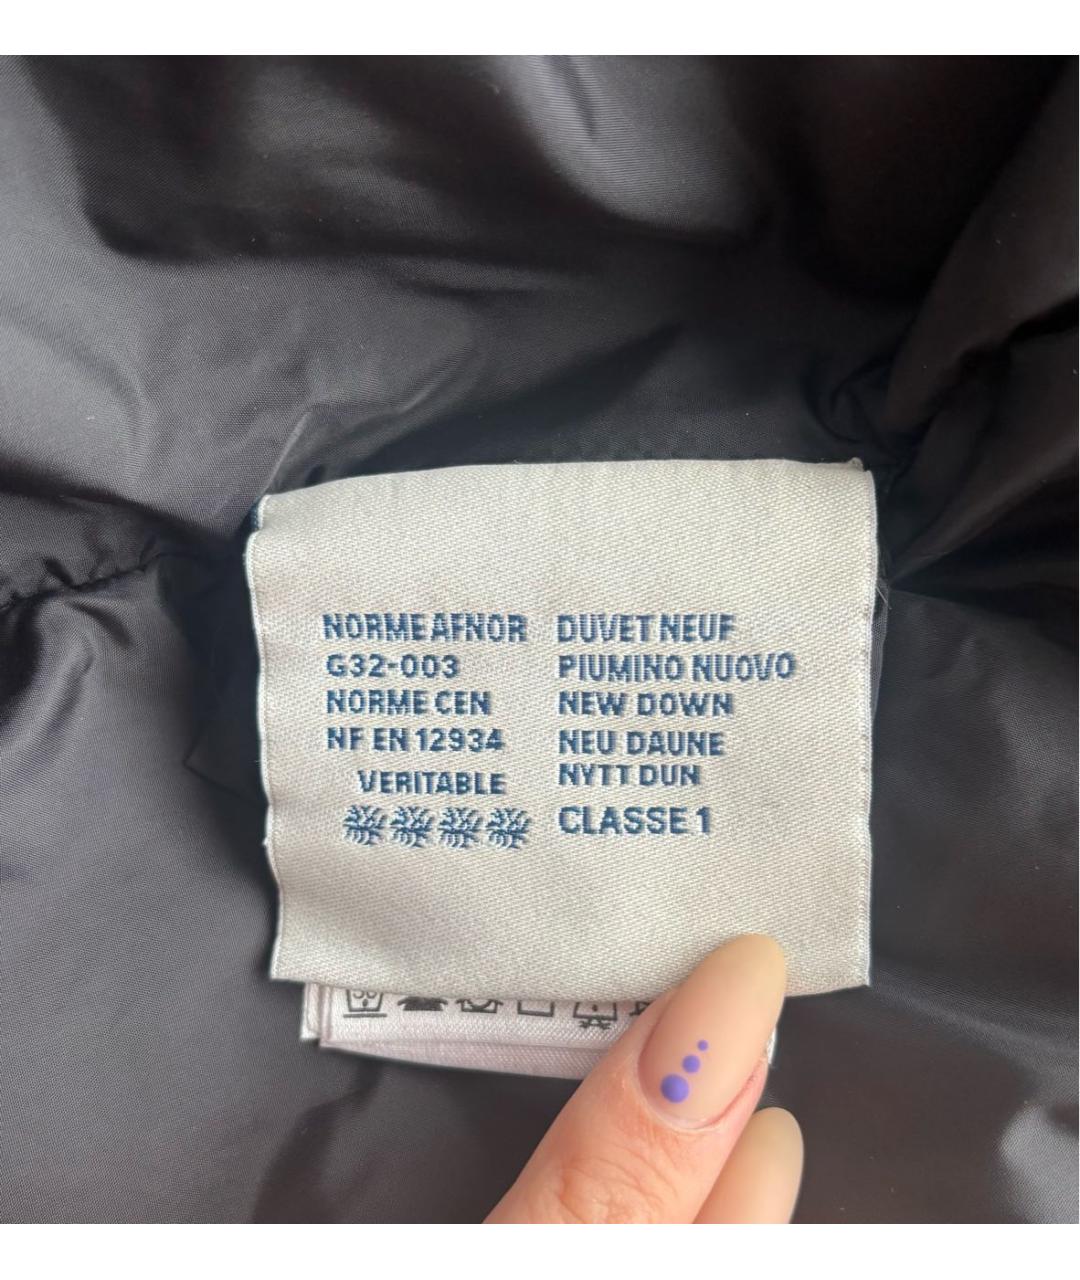 NORME AFNOR
G32-003
NORME CEN
NF EN 12934
VERITABLE
DUVET NEUF
PIUMINO NUOVO
NEW DOWN
NEU DAUNE
NYTT DUN
CLASSE 1